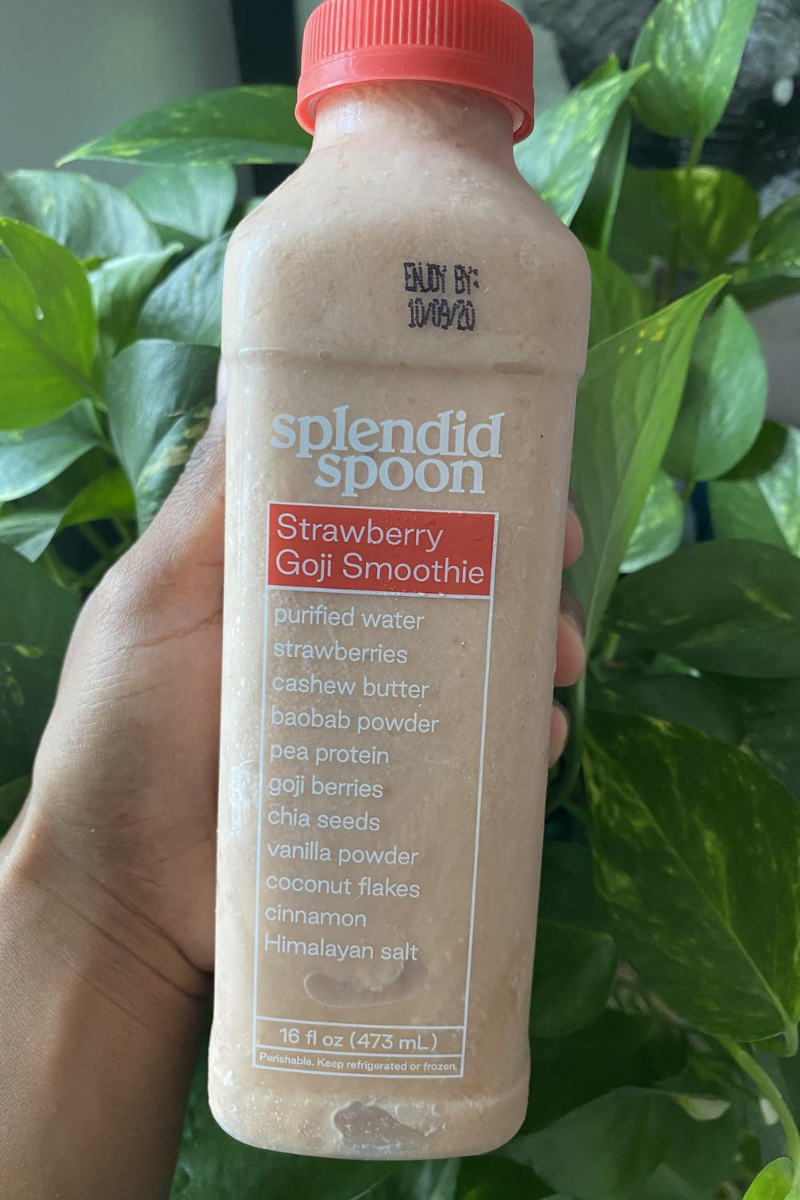 ENJOY BY:
10/09/20
splendid
spoon
Strawberry
Goji Smoothie
purified water
strawberries
cashew butter
baobab powder
pea protein
goji berries
chia seeds
vanilla powder
coconut flakes
cinnamon
Himalayan salt
16 fl oz (473 mL)
Perishable. Keep refrigerated or frozen.